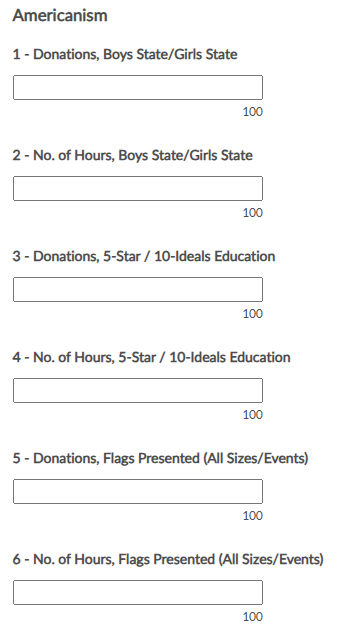 Americanism
1 - Donations, Boys State/Girls State
100
2 - No. of Hours, Boys State/Girls State
100
3 - Donations, 5-Star / 10-Ideals Education
100
4 - No. of Hours, 5-Star / 10-Ideals Education
100
5 - Donations, Flags Presented (All Sizes/Events)
100
6 - No. of Hours, Flags Presented (All Sizes/Events)
100